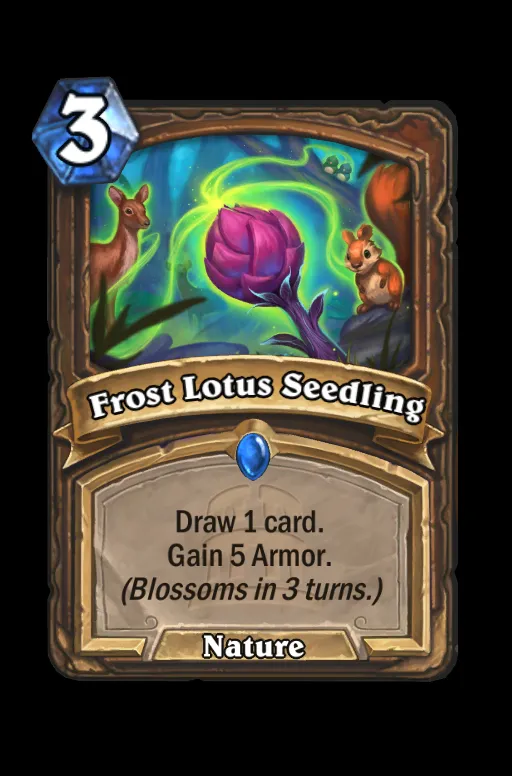 3
Frost Lotus Seedling
Draw 1 card.
Gain 5 Armor.
(Blossoms in 3 turns.)
Nature